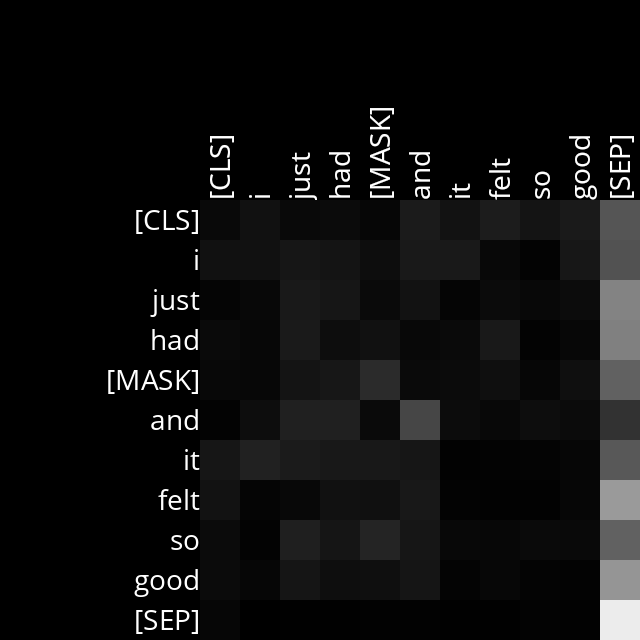 [CLS] i just had [MASK] and it felt so good [SEP]
[CLS]
i
just
had
[MASK]
and
it
felt
so
good
[SEP]